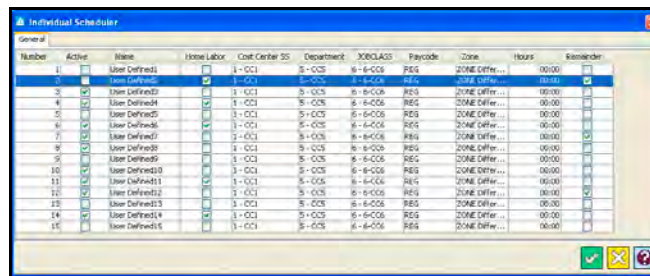 Individual Scheduler
General
Number Active Name Home Labor Cost Center SS Department JOBCLASS Paycode Zone Hours Remainder
1 User Defined1 1 - CC1 5 - CC5 6 - 6-CC6 REG ZONE Differ... 00:00
2 User Defined2 1 - CC1 5 - CC5 6 - 6-CC6 REG ZONE Differ... 00:00
3 User Defined3 1 - CC1 5 - CC5 6 - 6-CC6 REG ZONE Differ... 00:00
4 User Defined4 1 - CC1 5 - CC5 6 - 6-CC6 REG ZONE Differ... 00:00
5 User Defined5 1 - CC1 5 - CC5 6 - 6-CC6 REG ZONE Differ... 00:00
6 User Defined6 1 - CC1 5 - CC5 6 - 6-CC6 REG ZONE Differ... 00:00
7 User Defined7 1 - CC1 5 - CC5 6 - 6-CC6 REG ZONE Differ... 00:00
8 User Defined8 1 - CC1 5 - CC5 6 - 6-CC6 REG ZONE Differ... 00:00
9 User Defined9 1 - CC1 5 - CC5 6 - 6-CC6 REG ZONE Differ... 00:00
10 User Defined10 1 - CC1 5 - CC5 6 - 6-CC6 REG ZONE Differ... 00:00
11 User Defined11 1 - CC1 5 - CC5 6 - 6-CC6 REG ZONE Differ... 00:00
12 User Defined12 1 - CC1 5 - CC5 6 - 6-CC6 REG ZONE Differ... 00:00
13 User Defined13 1 - CC1 5 - CC5 6 - 6-CC6 REG ZONE Differ... 00:00
14 User Defined14 1 - CC1 5 - CC5 6 - 6-CC6 REG ZONE Differ... 00:00
15 User Defined15 1 - CC1 5 - CC5 6 - 6-CC6 REG ZONE Differ... 00:00